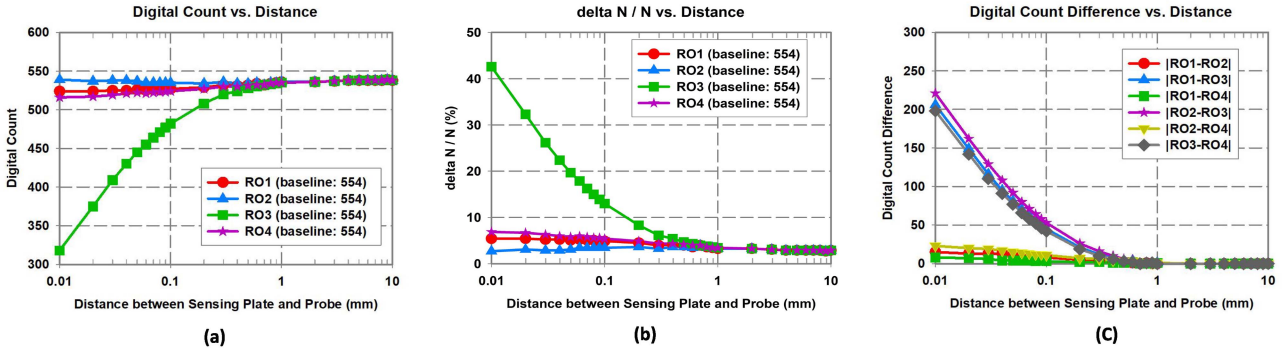 Digital Count vs. Distance
600
550
500
450
400
350
300
Digital Count
RO1 (baseline: 554)
RO2 (baseline: 554)
RO3 (baseline: 554)
RO4 (baseline: 554)
0.01
0.1
1
10
Distance between Sensing Plate and Probe (mm)
(a)
delta N / N vs. Distance
50
40
30
20
10
0
delta N / N (%)
RO1 (baseline: 554)
RO2 (baseline: 554)
RO3 (baseline: 554)
RO4 (baseline: 554)
0.01
0.1
1
10
Distance between Sensing Plate and Probe (mm)
(b)
Digital Count Difference vs. Distance
300
250
200
150
100
50
0
Digital Count Difference
|RO1-RO2|
|RO1-RO3|
|RO1-RO4|
|RO2-RO3|
|RO2-RO4|
|RO3-RO4|
0.01
0.1
1
10
Distance between Sensing Plate and Probe (mm)
(C)